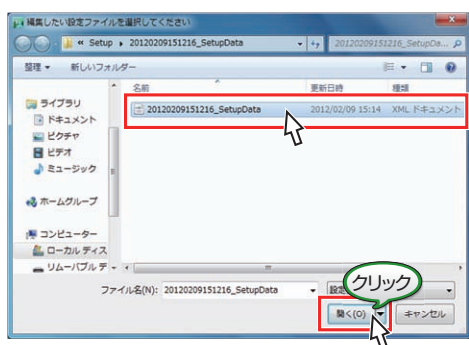 編集したい設定ファイルを選択してください
« Setup ▸ 20120209151216_SetupData
20120209151216_SetupDa...
整理 ▾ 新しいフォルダー
名前 更新日時 種類
20120209151216_SetupData 2012/02/09 15:14 XML ドキュメント
ライブラリ
ドキュメント
ピクチャ
ビデオ
ミュージック
ホームグループ
コンピューター
ローカル ディス
リムーバブル デ
ファイル名(N): 20120209151216_SetupData
クリック
開く(O) キャンセル